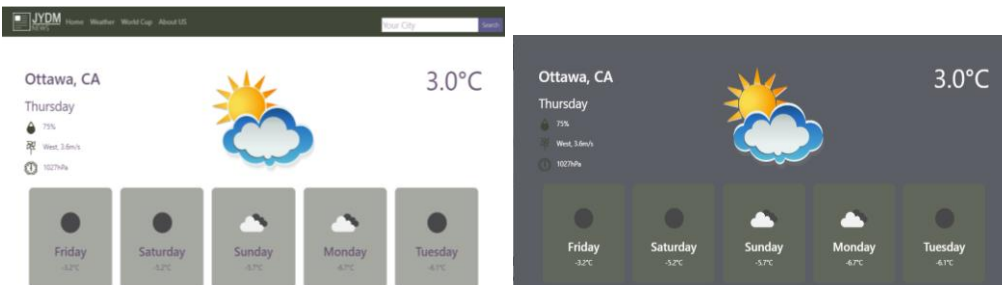 JYDM
NEWS
Home Weather World Cup About US
Your City
Search
Ottawa, CA
3.0°C
Thursday
75%
West, 3.6m/s
1027hPa
Friday
-3.2°C
Saturday
-5.2°C
Sunday
-5.7°C
Monday
-6.7°C
Tuesday
-6.1°C
Ottawa, CA
3.0°C
Thursday
75%
West, 3.6m/s
1027hPa
Friday
-3.2°C
Saturday
-5.2°C
Sunday
-5.7°C
Monday
-6.7°C
Tuesday
-6.1°C